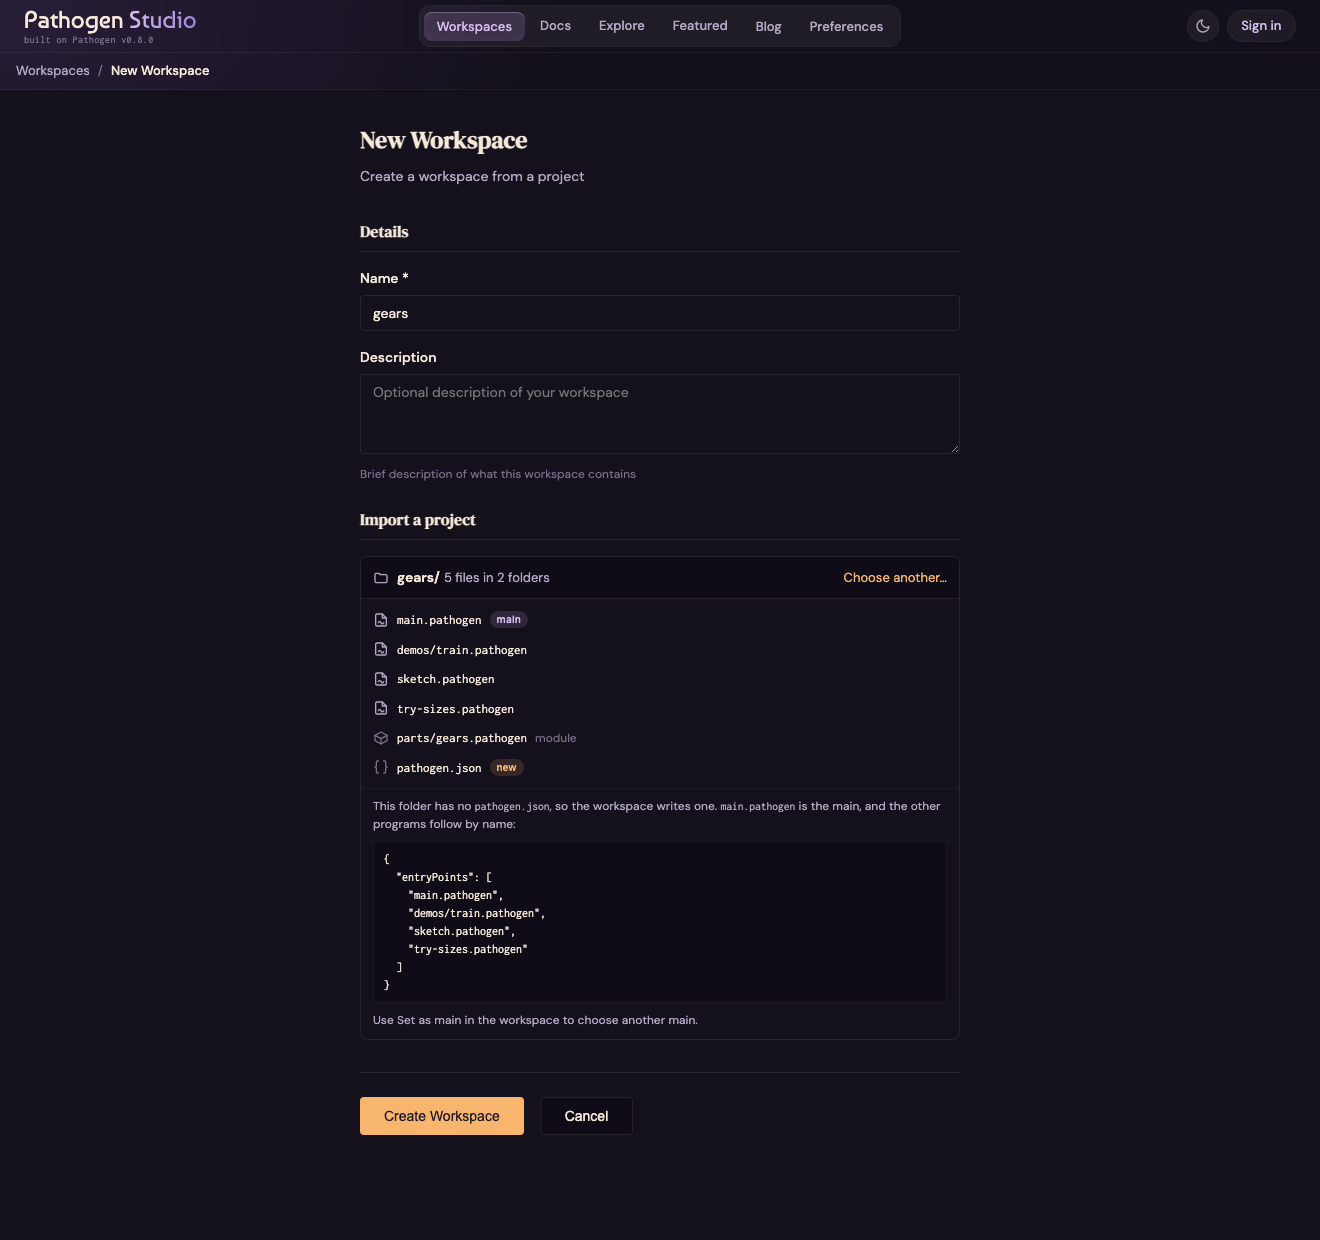 Pathogen Studio
built on Pathogen v0.8.0
Workspaces
Docs
Explore
Featured
Blog
Preferences
Sign in
Workspaces / New Workspace
New Workspace
Create a workspace from a project
Details
Name *
gears
Description
Optional description of your workspace
Brief description of what this workspace contains
Import a project
gears/ 5 files in 2 folders
Choose another…
main.pathogen main
demos/train.pathogen
sketch.pathogen
try-sizes.pathogen
parts/gears.pathogen module
pathogen.json new
This folder has no pathogen.json, so the workspace writes one. main.pathogen is the main, and the other
programs follow by name:
{
  "entryPoints": [
    "main.pathogen",
    "demos/train.pathogen",
    "sketch.pathogen",
    "try-sizes.pathogen"
  ]
}
Use Set as main in the workspace to choose another main.
Create Workspace
Cancel